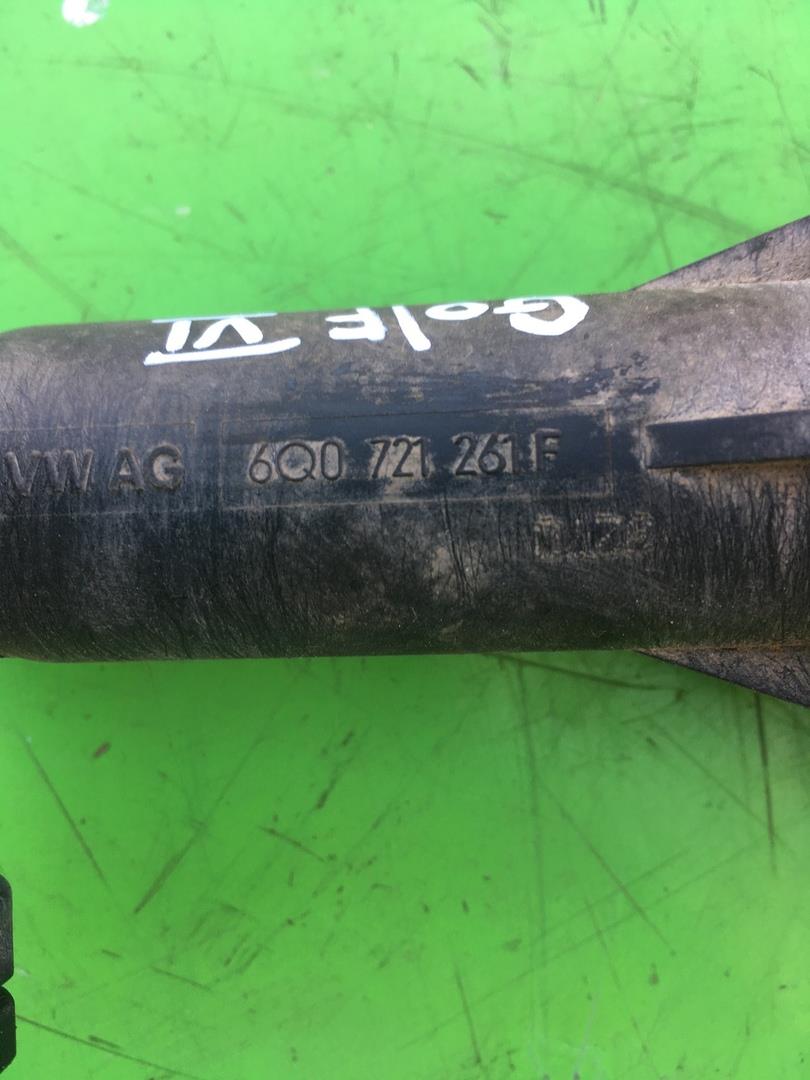 GOLF VI
VW AG 6Q0 721 261 F